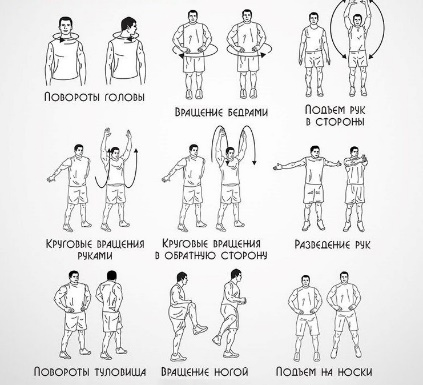 Повороты головы
Вращение бедрами
Подъем рук
в стороны
Круговые вращения
руками
Круговые вращения
в обратную сторону
Разведение рук
Повороты туловища
Вращение ногой
Подъем на носки